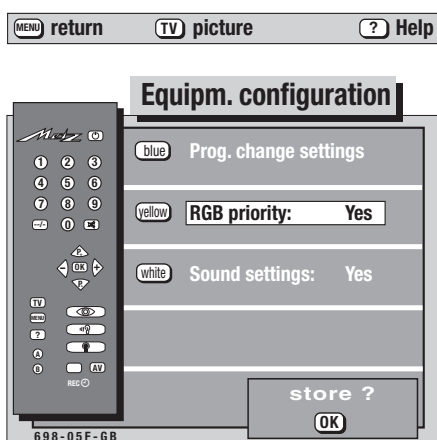 MENU return TV picture ? Help
Equipm. configuration
Metz
1 2 3
4 5 6
7 8 9
--/- 0
P.
- OK +
P.
TV
MENU
?
A
B AV
REC
blue Prog. change settings
yellow RGB priority: Yes
white Sound settings: Yes
store ?
OK
698-05F-GB